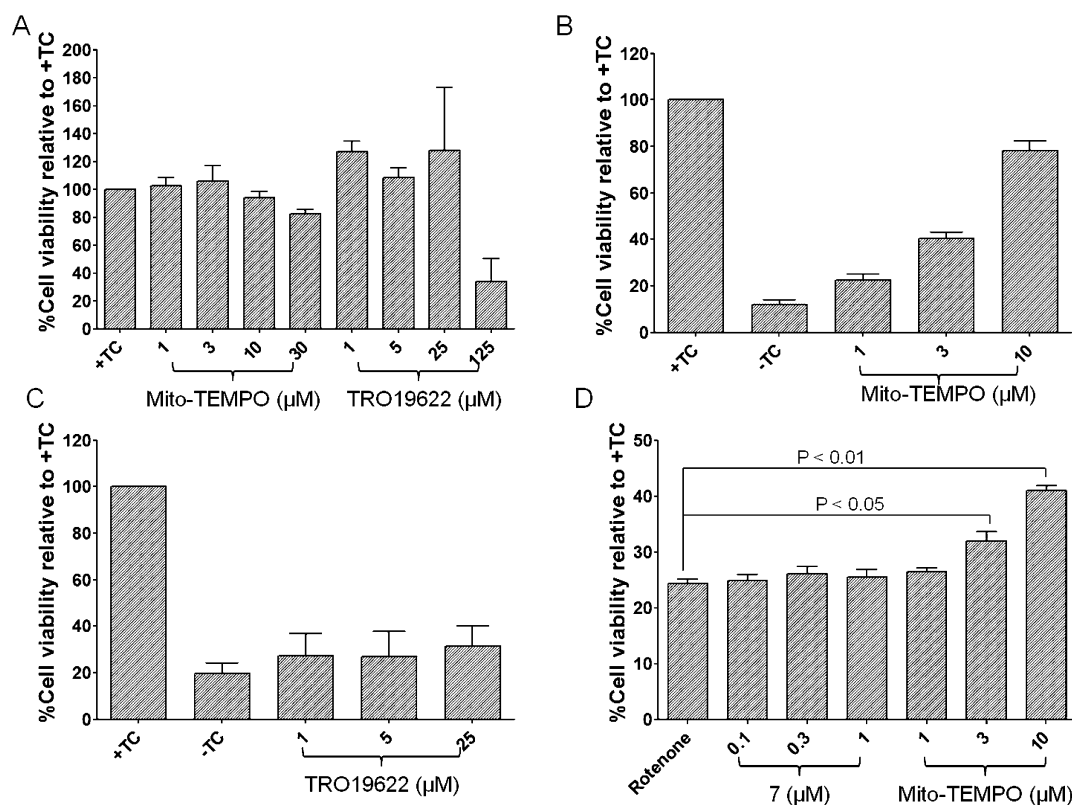 A
%Cell viability relative to +TC
200
180
160
140
120
100
80
60
40
20
0
+TC 1 3 10 30 1 5 25 125
Mito-TEMPO (µM) TRO19622 (µM)
B
%Cell viability relative to +TC
120
100
80
60
40
20
0
+TC -TC 1 3 10
Mito-TEMPO (µM)
C
%Cell viability relative to +TC
120
100
80
60
40
20
0
+TC -TC 1 5 25
TRO19622 (µM)
D
%Cell viability relative to +TC
50
40
30
20
10
0
P < 0.01
P < 0.05
Rotenone 0.1 0.3 1 1 3 10
7 (µM) Mito-TEMPO (µM)